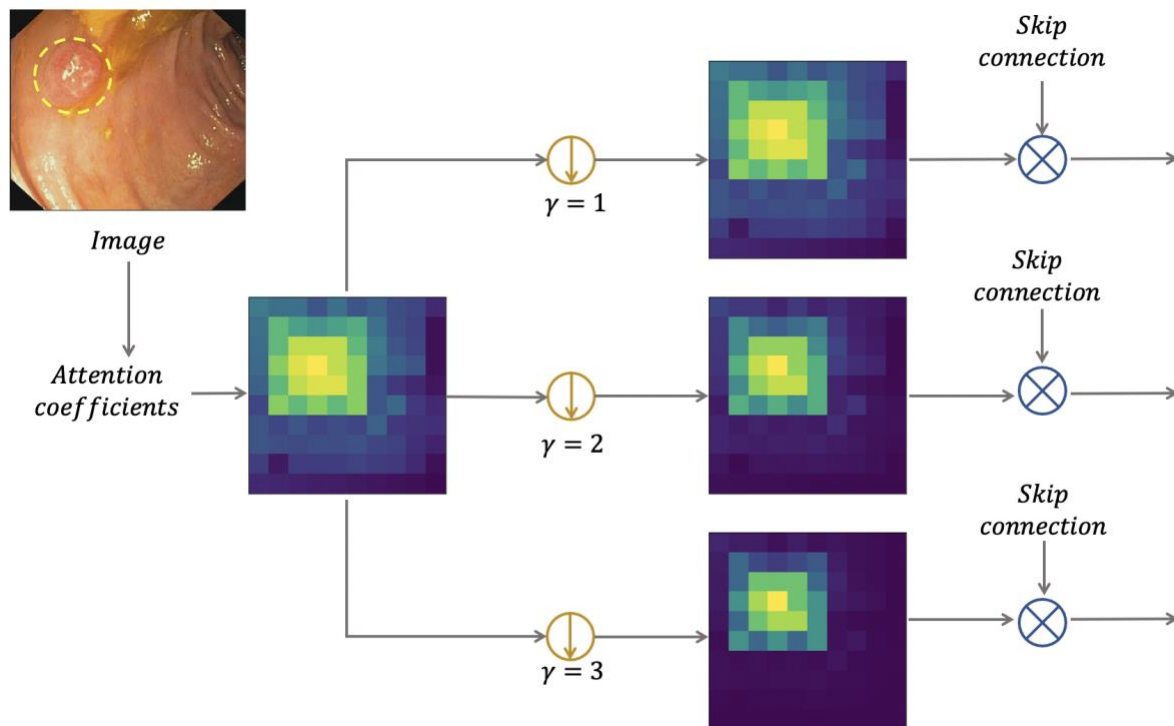 Skip
connection
γ = 1
Image
Skip
connection
Attention
coefficients
γ = 2
Skip
connection
γ = 3